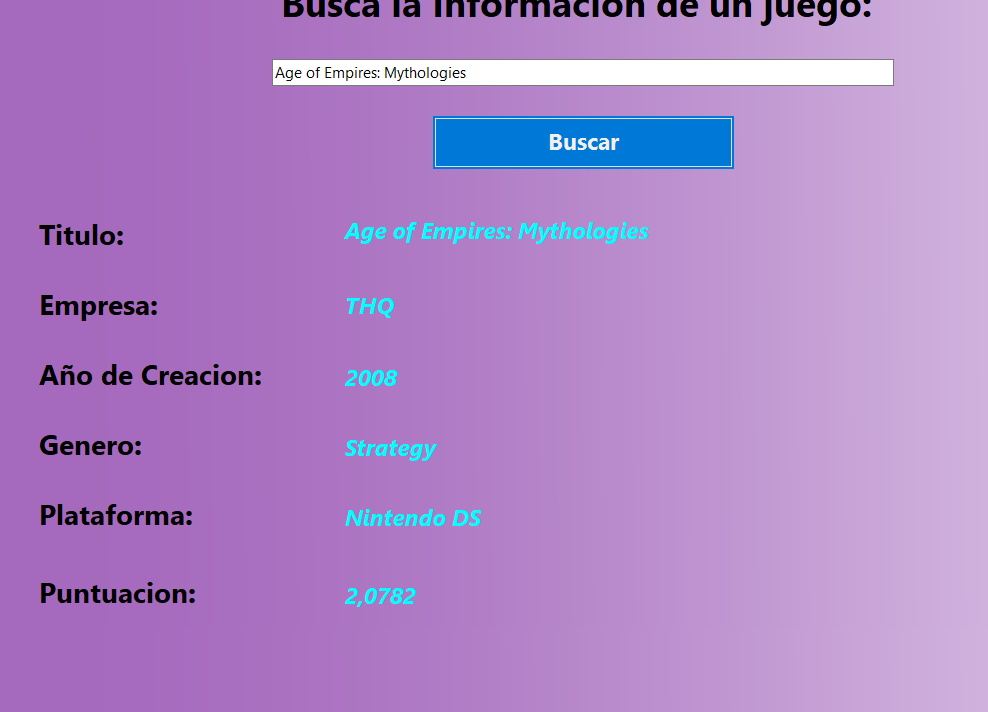 Busca la informacion de un juego:
Age of Empires: Mythologies
Buscar
Titulo: Age of Empires: Mythologies
Empresa: THQ
Año de Creacion: 2008
Genero: Strategy
Plataforma: Nintendo DS
Puntuacion: 2,0782